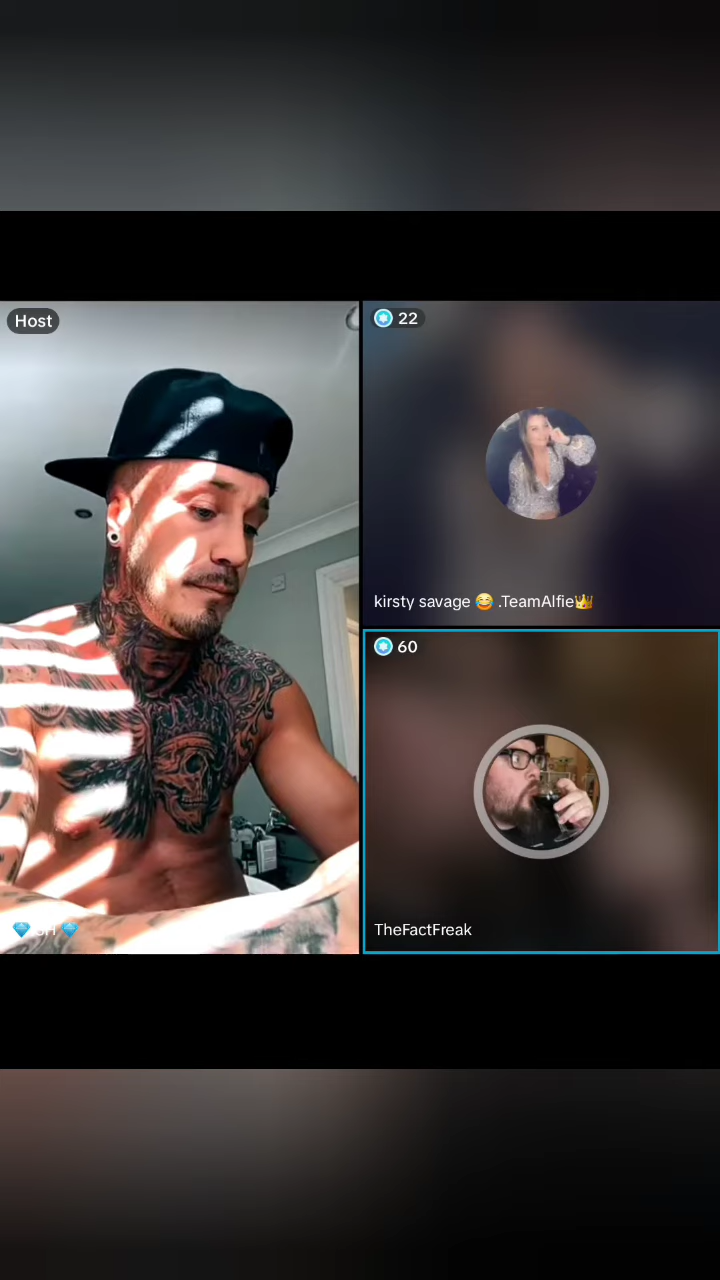 Host
22
kirsty savage 😂 .TeamAlfie👑
60
TheFactFreak